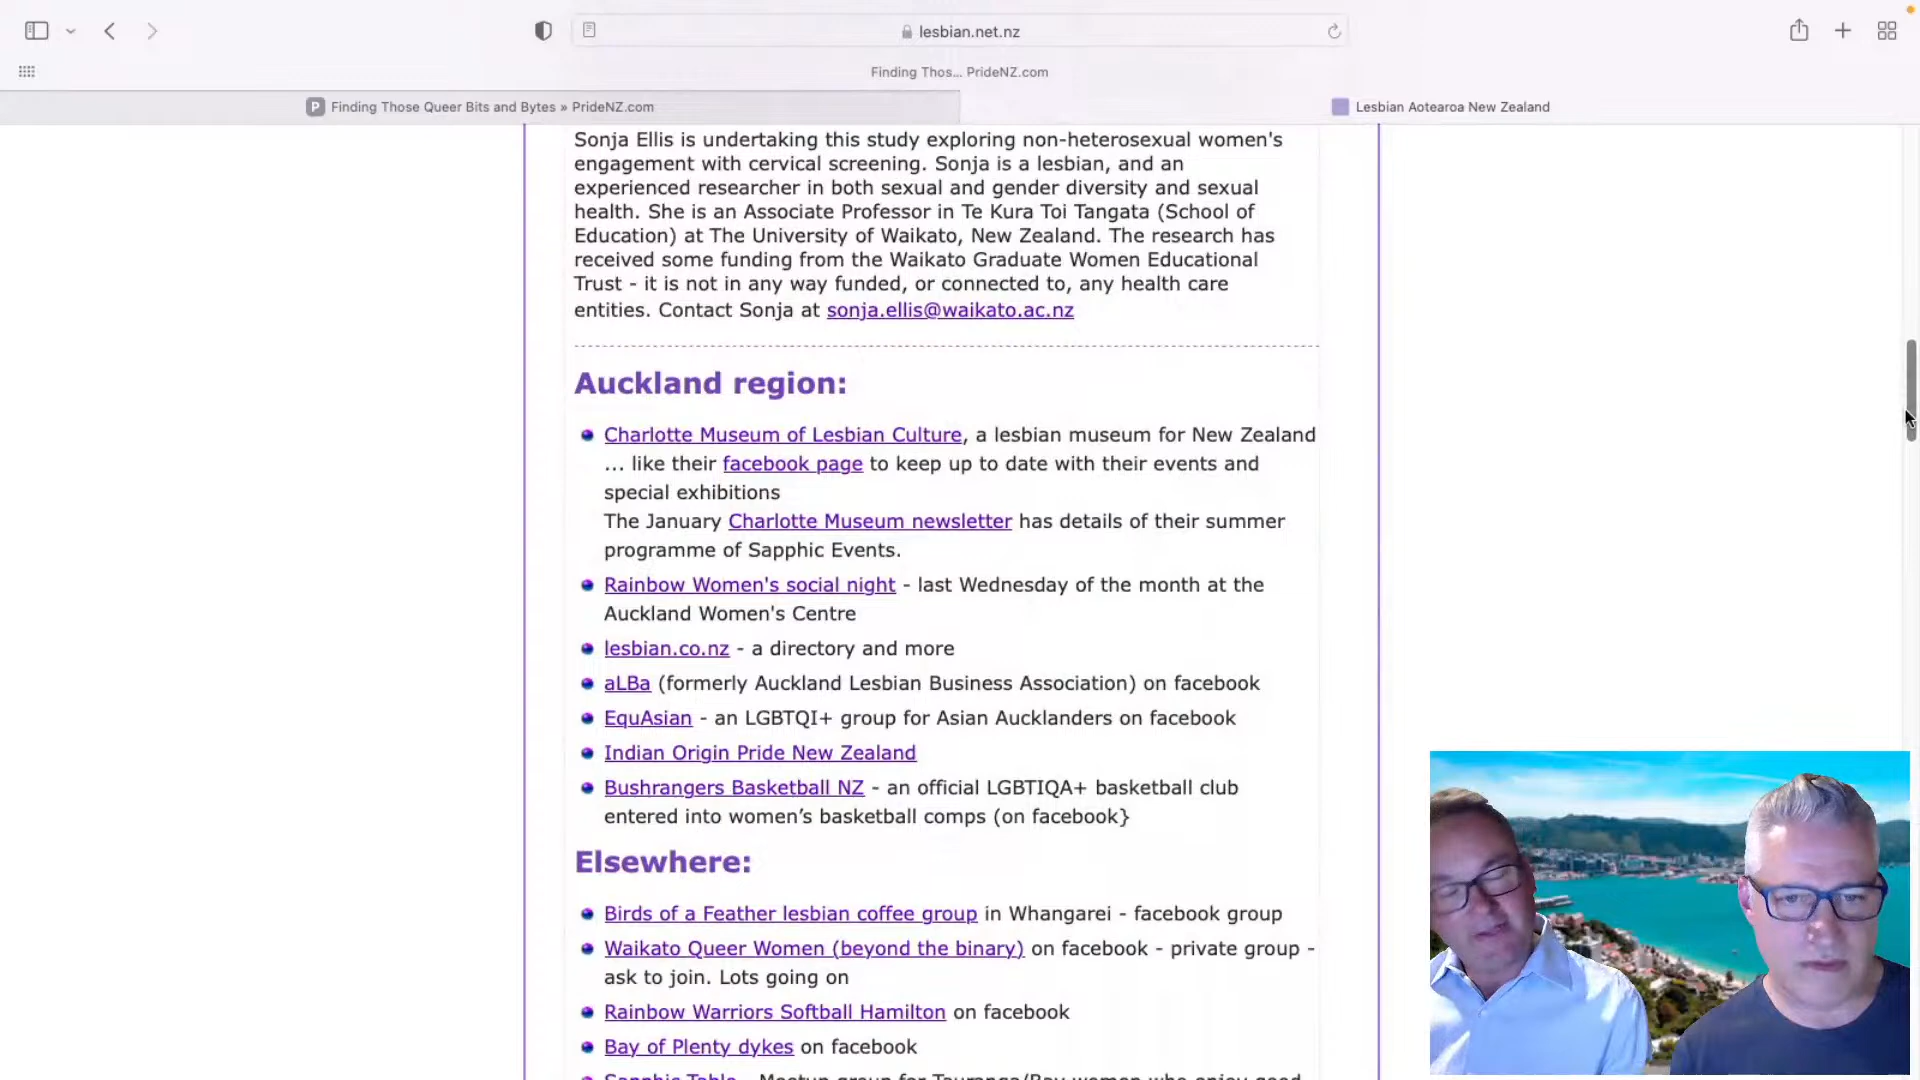 lesbian.net.nz
Finding Thos... PrideNZ.com
P Finding Those Queer Bits and Bytes » PrideNZ.com
Lesbian Aotearoa New Zealand
Sonja Ellis is undertaking this study exploring non-heterosexual women's
engagement with cervical screening. Sonja is a lesbian, and an
experienced researcher in both sexual and gender diversity and sexual
health. She is an Associate Professor in Te Kura Toi Tangata (School of
Education) at The University of Waikato, New Zealand. The research has
received some funding from the Waikato Graduate Women Educational
Trust - it is not in any way funded, or connected to, any health care
entities. Contact Sonja at sonja.ellis@waikato.ac.nz
Auckland region:
Charlotte Museum of Lesbian Culture, a lesbian museum for New Zealand
... like their facebook page to keep up to date with their events and
special exhibitions
The January Charlotte Museum newsletter has details of their summer
programme of Sapphic Events.
Rainbow Women's social night - last Wednesday of the month at the
Auckland Women's Centre
lesbian.co.nz - a directory and more
aLBa (formerly Auckland Lesbian Business Association) on facebook
EquAsian - an LGBTQI+ group for Asian Aucklanders on facebook
Indian Origin Pride New Zealand
Bushrangers Basketball NZ - an official LGBTIQA+ basketball club
entered into women’s basketball comps (on facebook}
Elsewhere:
Birds of a Feather lesbian coffee group in Whangarei - facebook group
Waikato Queer Women (beyond the binary) on facebook - private group -
ask to join. Lots going on
Rainbow Warriors Softball Hamilton on facebook
Bay of Plenty dykes on facebook
Sapphic Table - Meetup group for Tauranga/Bay women who enjoy good